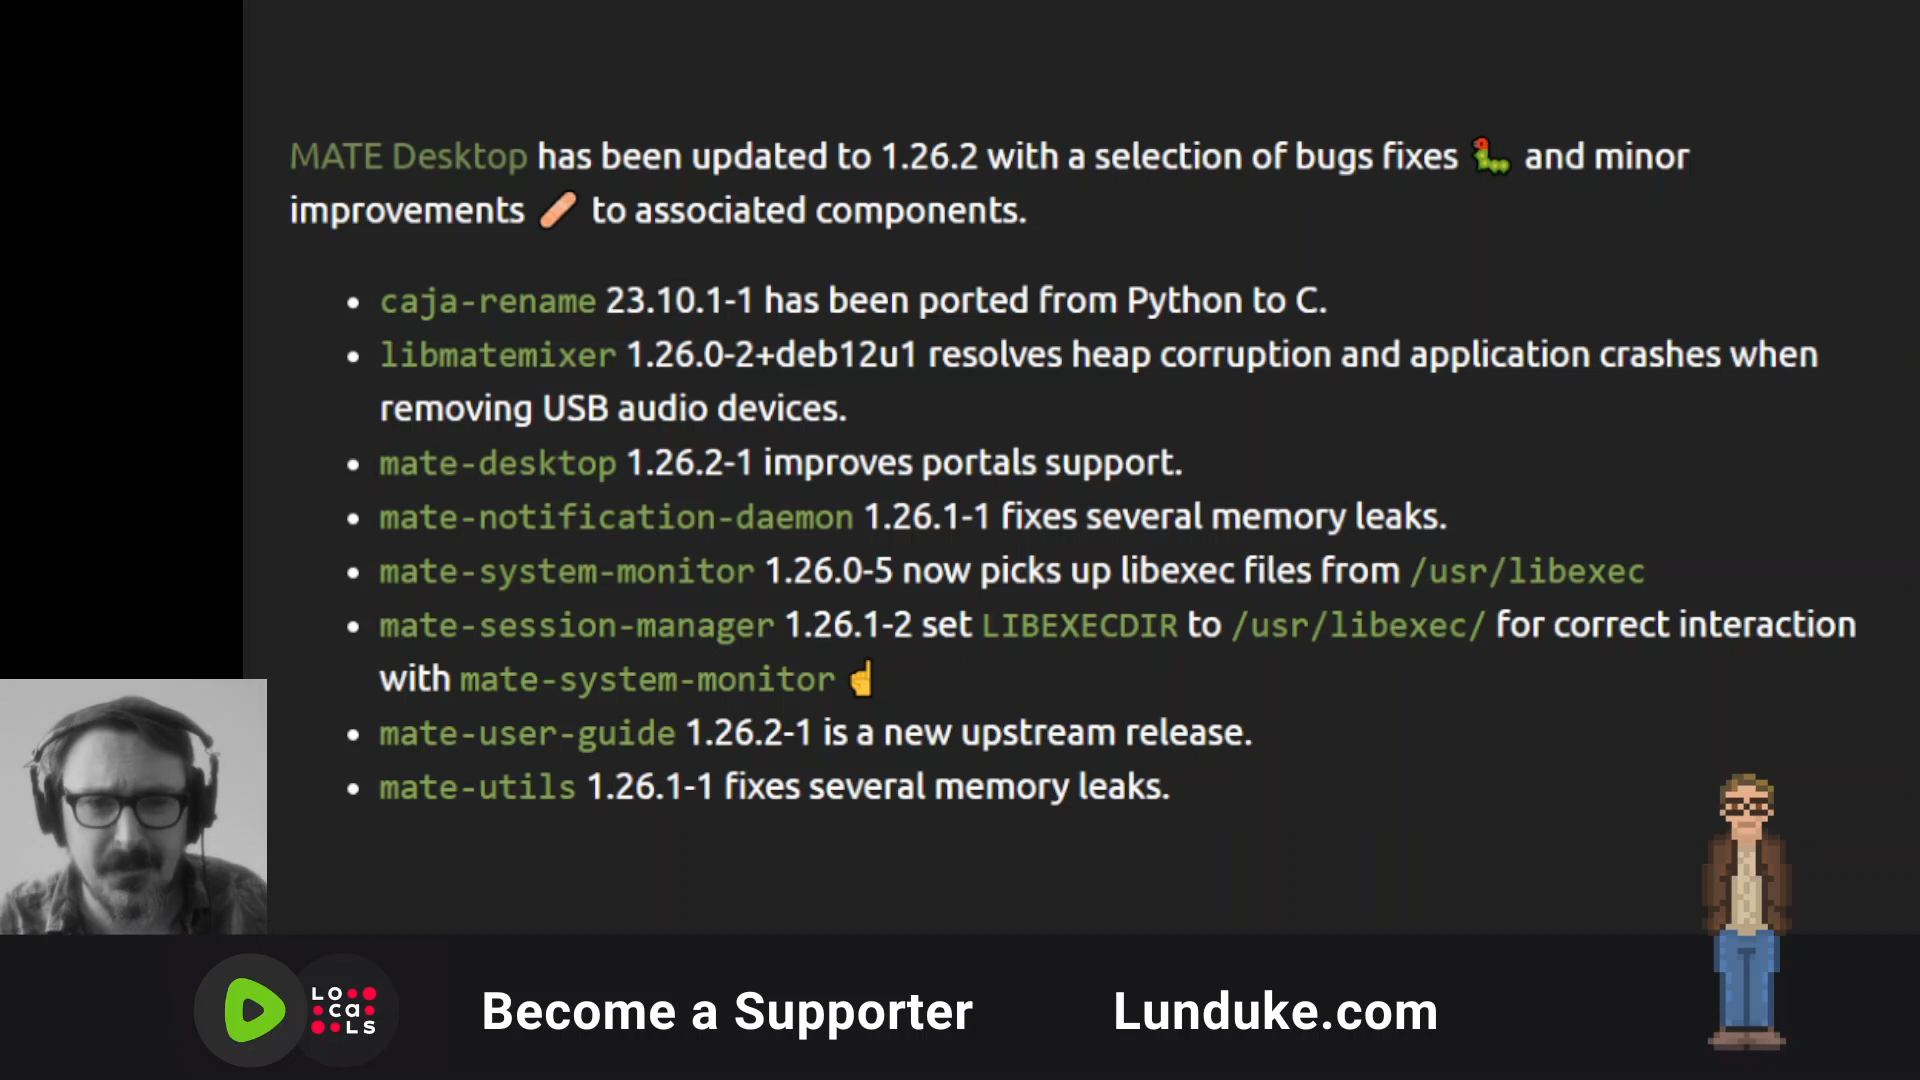 MATE Desktop has been updated to 1.26.2 with a selection of bugs fixes 🐛 and minor
improvements 🩹 to associated components.
• caja-rename 23.10.1-1 has been ported from Python to C.
• libmatemixer 1.26.0-2+deb12u1 resolves heap corruption and application crashes when
removing USB audio devices.
• mate-desktop 1.26.2-1 improves portals support.
• mate-notification-daemon 1.26.1-1 fixes several memory leaks.
• mate-system-monitor 1.26.0-5 now picks up libexec files from /usr/libexec
• mate-session-manager 1.26.1-2 set LIBEXECDIR to /usr/libexec/ for correct interaction
with mate-system-monitor ☝️
• mate-user-guide 1.26.2-1 is a new upstream release.
• mate-utils 1.26.1-1 fixes several memory leaks.
LO
ca
LS
Become a Supporter
Lunduke.com